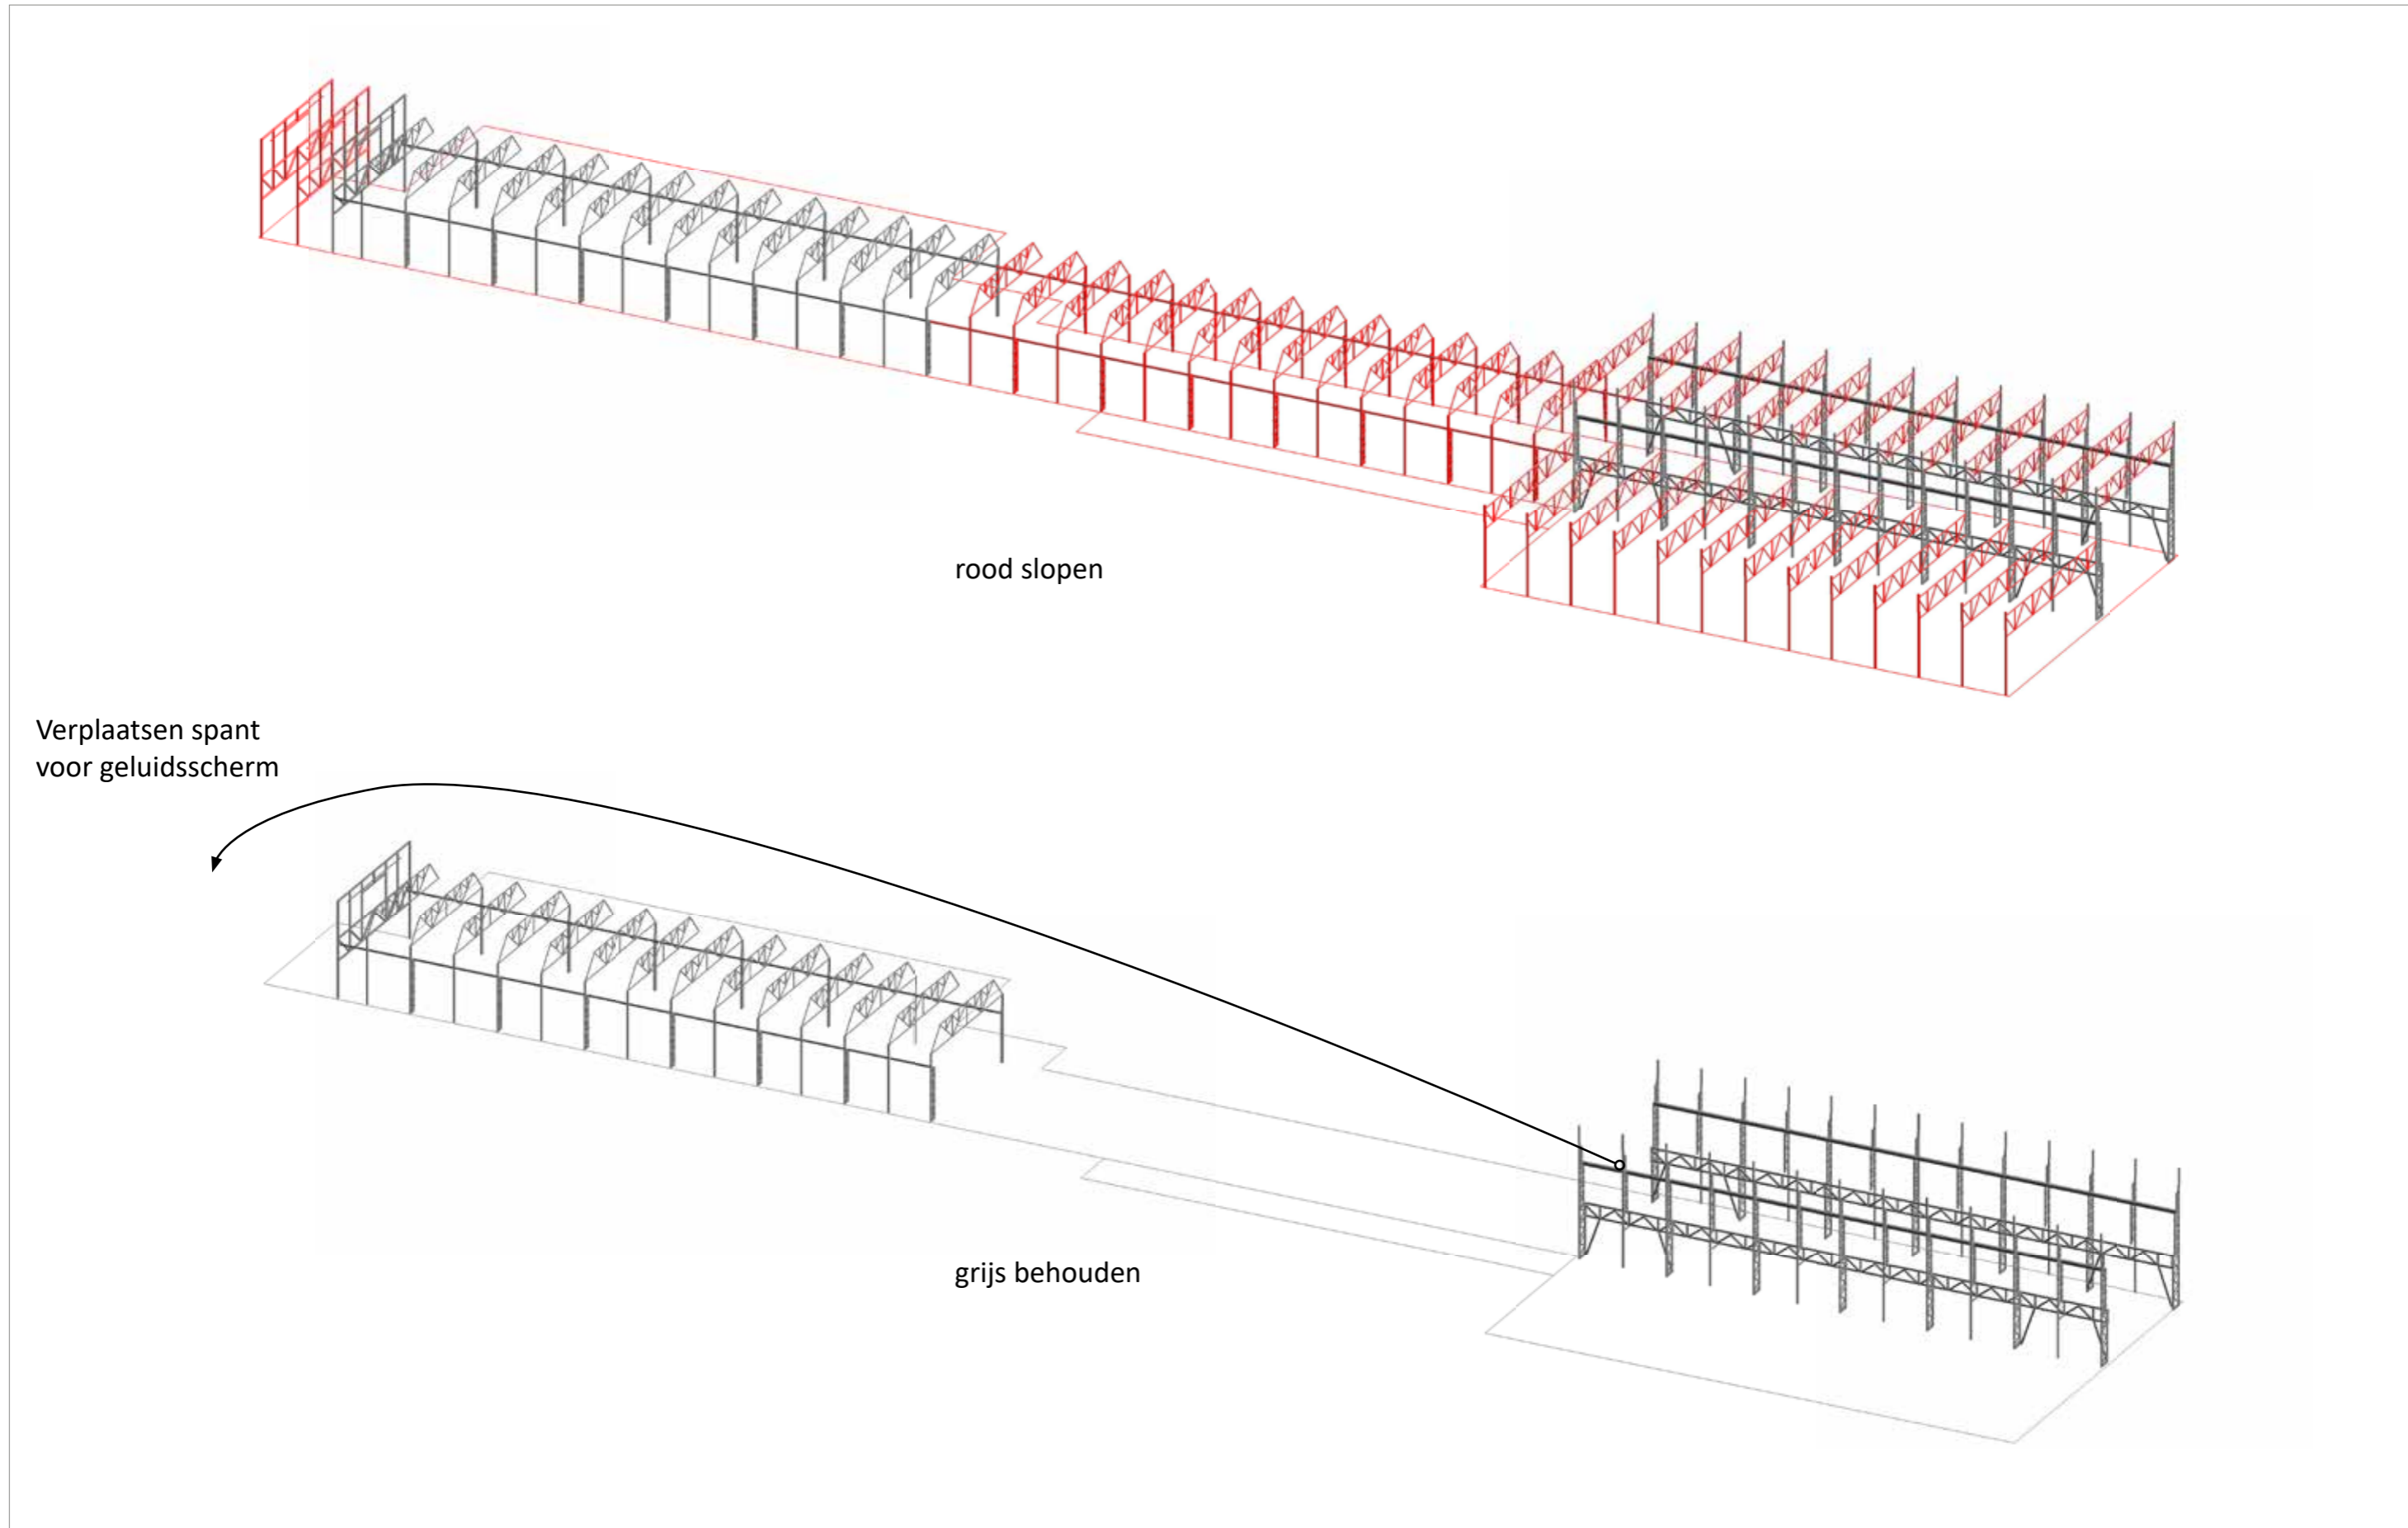 rood slopen
Verplaatsen spant
voor geluidsscherm
grijs behouden